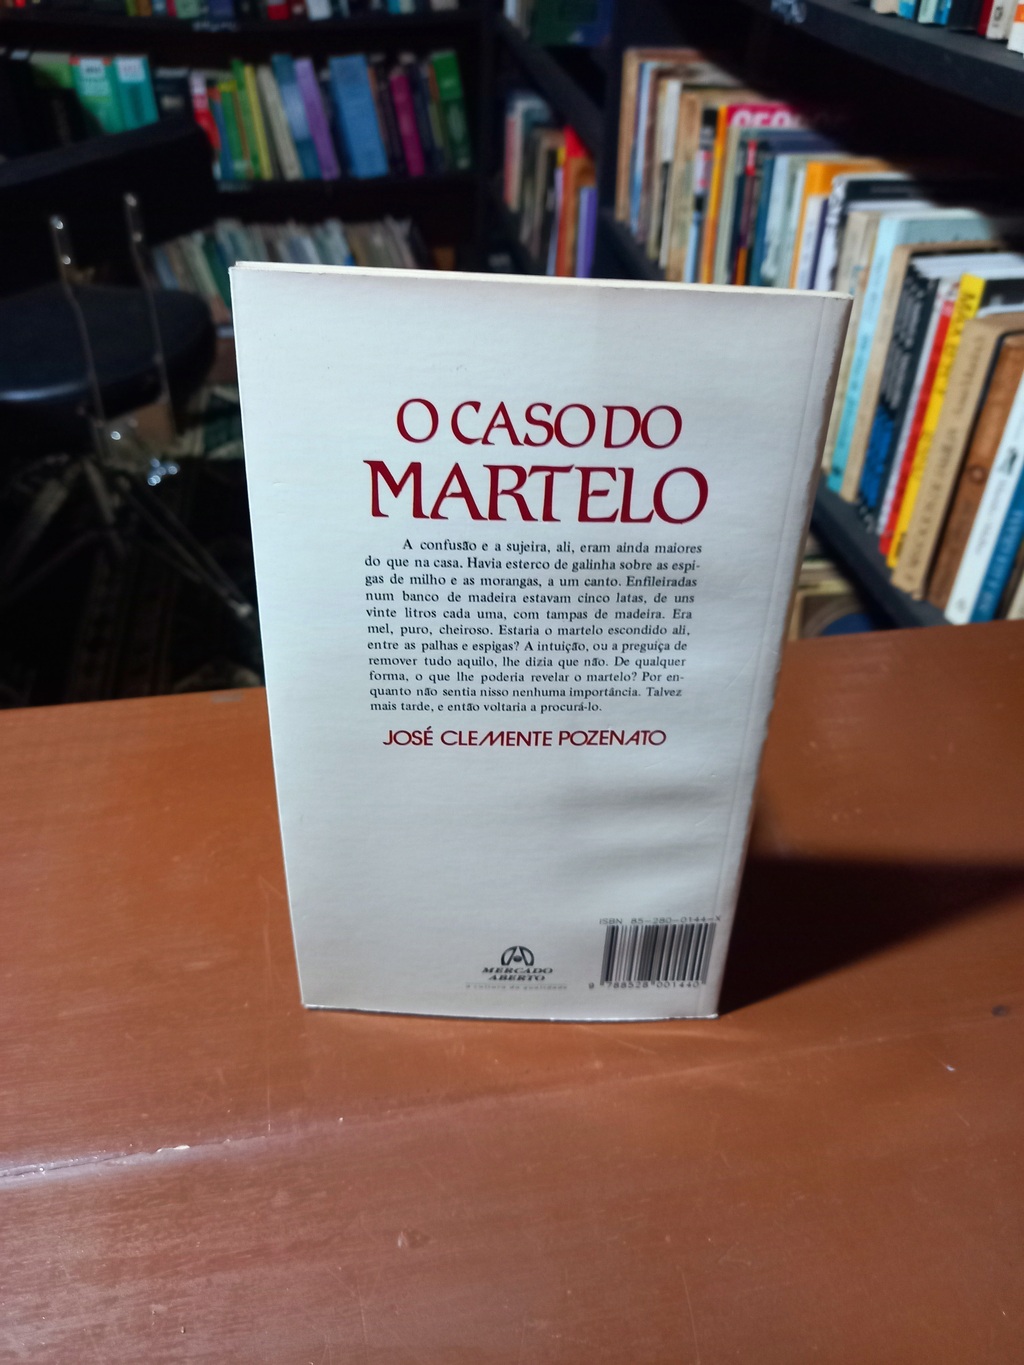 O CASO DO
MARTELO
A confusão e a sujeira, ali, eram ainda maiores
do que na casa. Havia esterco de galinha sobre as espi-
gas de milho e as morangas, a um canto. Enfileiradas
num banco de madeira estavam cinco latas, de uns
vinte litros cada uma, com tampas de madeira. Era
mel, puro, cheiroso. Estaria o martelo escondido ali,
entre as palhas e espigas? A intuição, ou a preguiça de
remover tudo aquilo, lhe dizia que não. De qualquer
forma, o que lhe poderia revelar o martelo? Por en-
quanto não sentia nisso nenhuma importância. Talvez
mais tarde, e então voltaria a procurá-lo.
JOSÉ CLEMENTE POZENATO
ISBN 85-280-0144-X
MERCADO
ABERTO
9 788528 001440